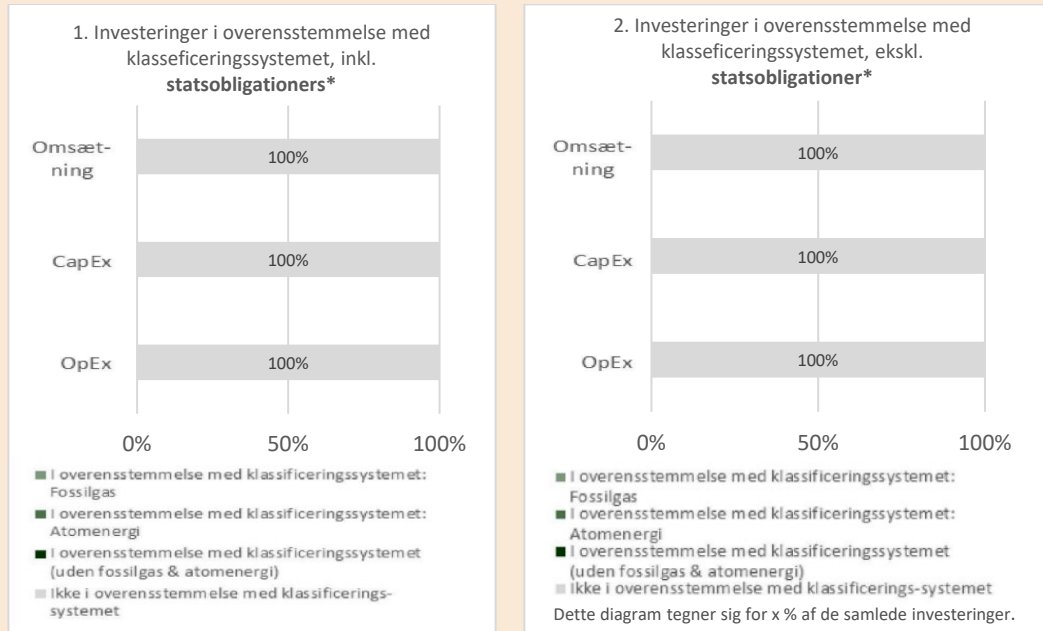 1. Investeringer i overensstemmelse med
klasseficeringssystemet, inkl.
statsobligationers*
Omsæt-
ning
100%
CapEx
100%
OpEx
100%
0%
50%
100%
I overensstemmelse med klassificeringssystemet:
Fossilgas
I overensstemmelse med klassificeringssystemet:
Atomenergi
I overensstemmelse med klassificeringssystemet
(uden fossilgas & atomenergi)
Ikke i overensstemmelse med klassificerings-
systemet
2. Investeringer i overensstemmelse med
klasseficeringssystemet, ekskl.
statsobligationer*
Omsæt-
ning
100%
CapEx
100%
OpEx
100%
0%
50%
100%
I overensstemmelse med klassificeringssystemet:
Fossilgas
I overensstemmelse med klassificeringssystemet:
Atomenergi
I overensstemmelse med klassificeringssystemet
(uden fossilgas & atomenergi)
Ikke i overensstemmelse med klassificerings-systemet
Dette diagram tegner sig for x % af de samlede investeringer.